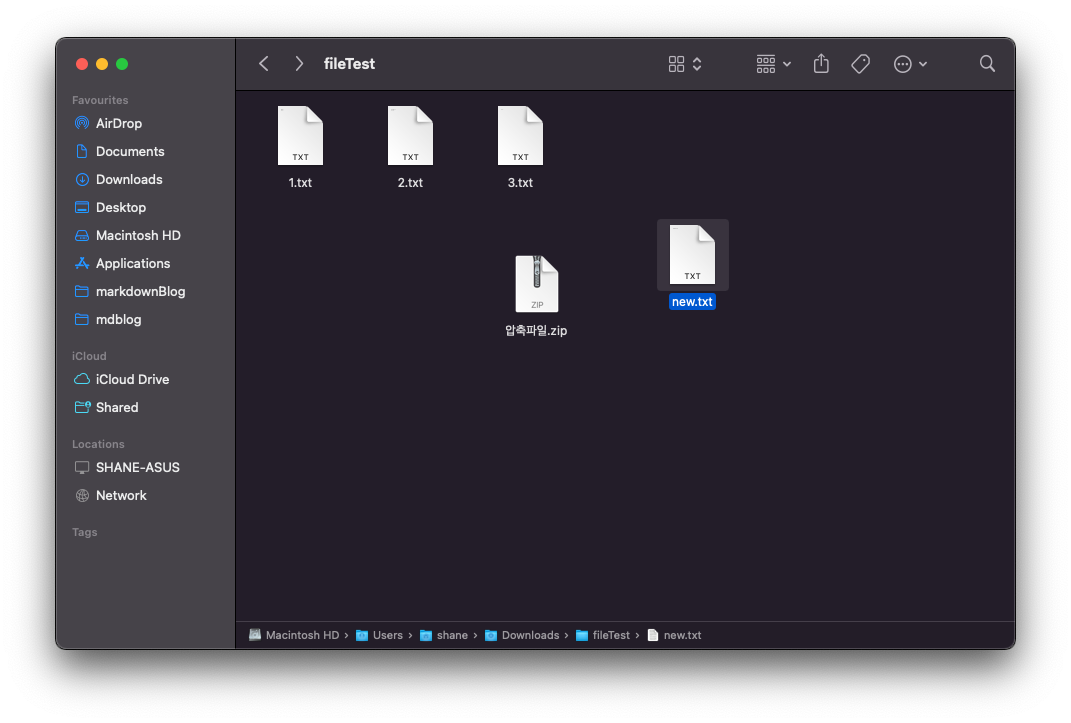 fileTest
Favourites
AirDrop
Documents
Downloads
Desktop
Macintosh HD
Applications
markdownBlog
mdblog
iCloud
iCloud Drive
Shared
Locations
SHANE-ASUS
Network
Tags
TXT TXT TXT
1.txt 2.txt 3.txt
TXT
new.txt
ZIP
압축파일.zip
Macintosh HD › Users › shane › Downloads › fileTest › new.txt